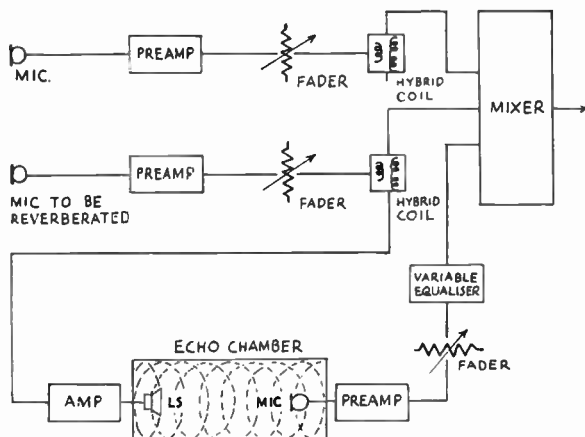 PREAMP
MIC.
FADER
HYBRID
COIL
MIXER
PREAMP
MIC TO BE
REVERBERATED
FADER
HYBRID
COIL
VARIABLE
EQUALISER
FADER
ECHO CHAMBER
AMP
LS
MIC
X
PREAMP